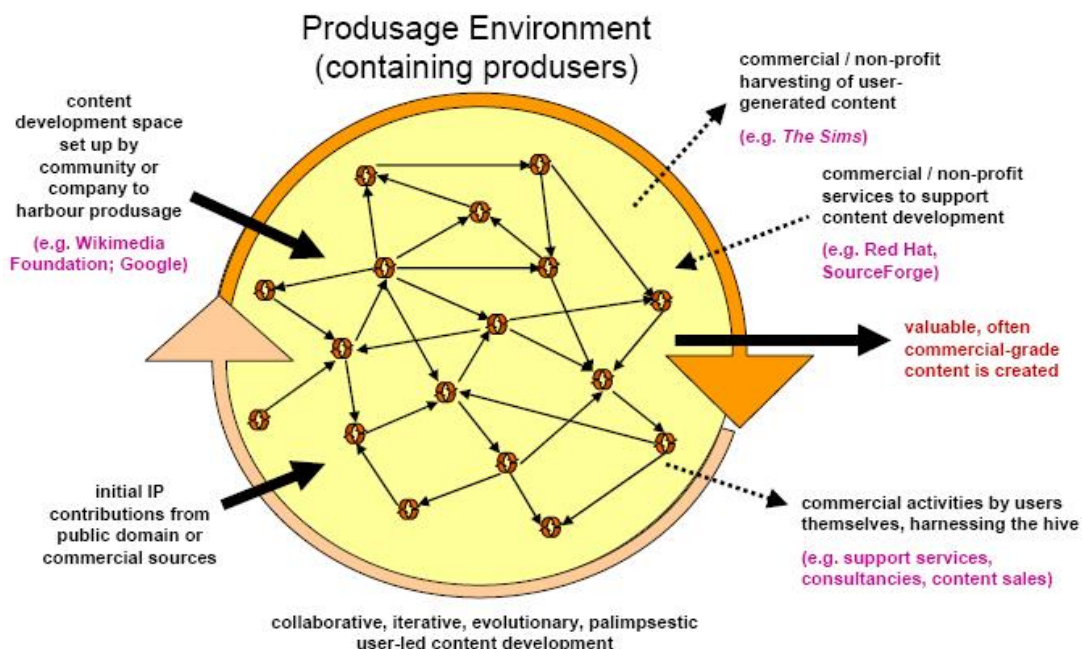 Produsage Environment
(containing produsers)
content
development space
set up by
community or
company to
harbour produsage
(e.g. Wikimedia
Foundation; Google)
commercial / non-profit
harvesting of user-
generated content
(e.g. The Sims)
commercial / non-profit
services to support
content development
(e.g. Red Hat,
SourceForge)
valuable, often
commercial-grade
content is created
initial IP
contributions from
public domain or
commercial sources
commercial activities by users
themselves, harnessing the hive
(e.g. support services,
consultancies, content sales)
collaborative, iterative, evolutionary, palimpsestic
user-led content development